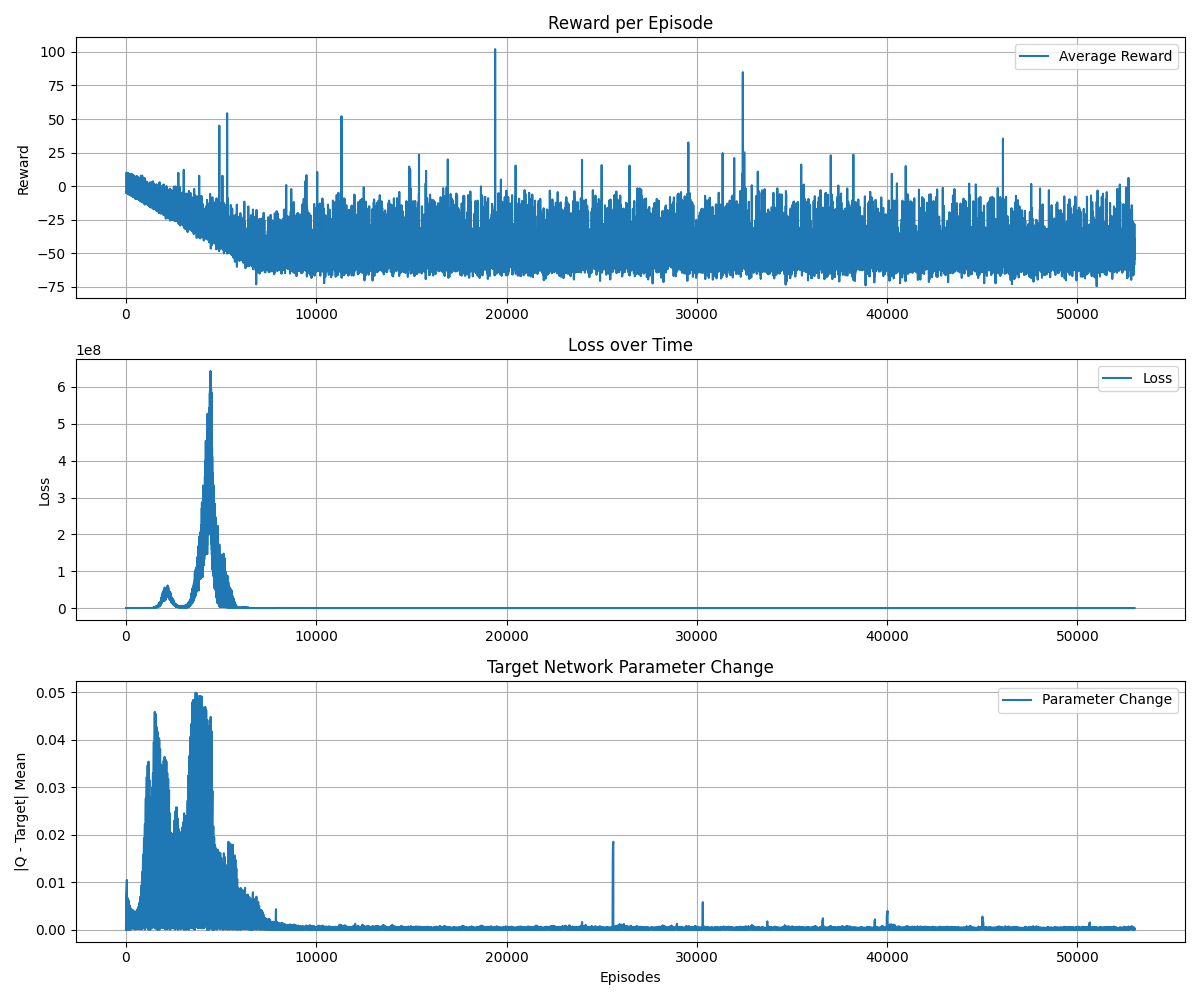 Reward per Episode
Average Reward
Reward
100
75
50
25
0
−25
−50
−75
0 10000 20000 30000 40000 50000
Loss over Time
1e8
Loss
Loss
6
5
4
3
2
1
0
0 10000 20000 30000 40000 50000
Target Network Parameter Change
Parameter Change
|Q - Target| Mean
0.05
0.04
0.03
0.02
0.01
0.00
0 10000 20000 30000 40000 50000
Episodes